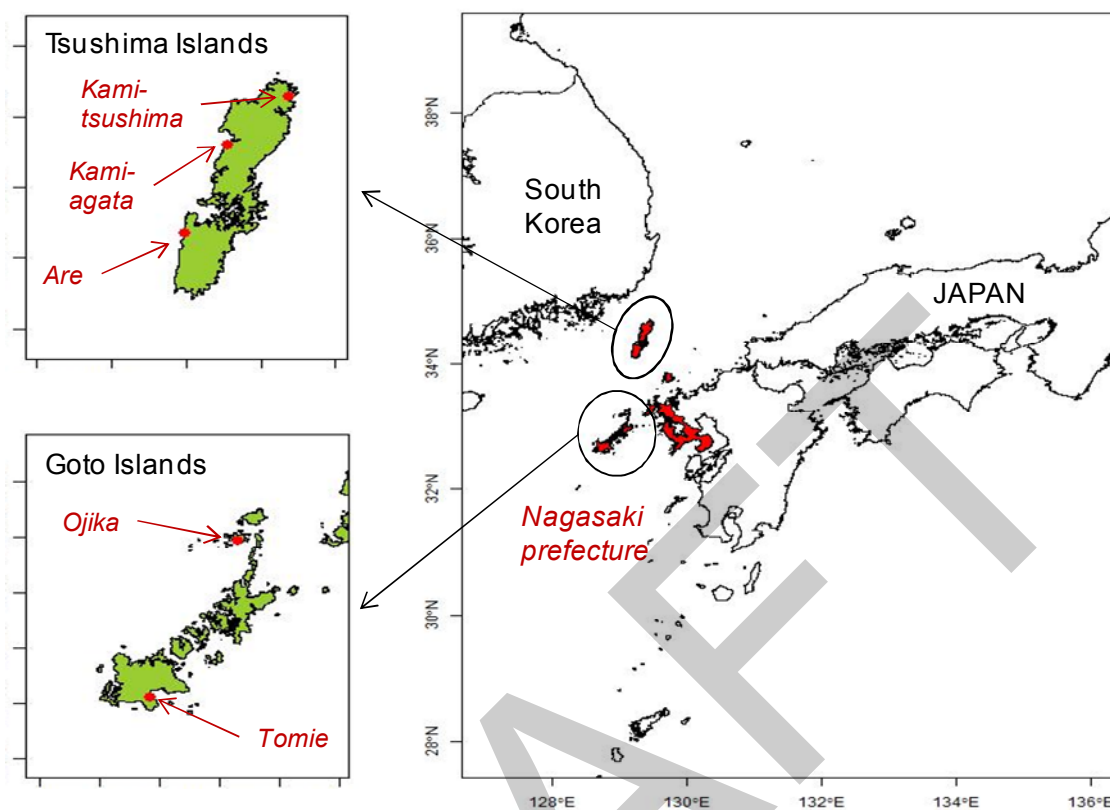 Tsushima Islands
Kami-
tsushima
Kami-
agata
Are
Goto Islands
Ojika
Tomie
South
Korea
JAPAN
Nagasaki
prefecture
38°N
36°N
34°N
32°N
30°N
28°N
128°E
130°E
132°E
134°E
136°E
DRAFT